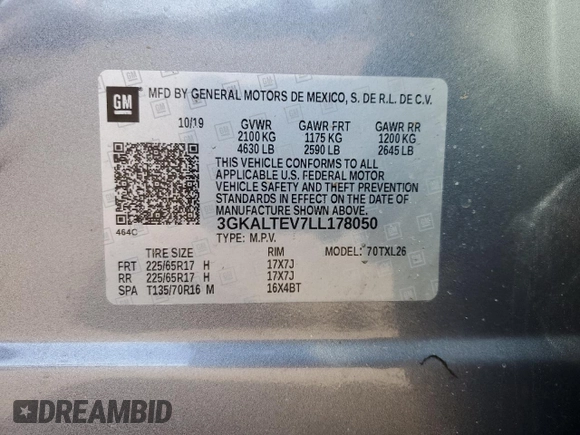 GM
MFD BY GENERAL MOTORS DE MEXICO, S. DE R.L. DE C.V.
10/19 GVWR GAWR FRT GAWR RR
2100 KG 1175 KG 1200 KG
4630 LB 2590 LB 2645 LB
THIS VEHICLE CONFORMS TO ALL
APPLICABLE U.S. FEDERAL MOTOR
VEHICLE SAFETY AND THEFT PREVENTION
STANDARDS IN EFFECT ON THE DATE OF
MANUFACTURE SHOWN ABOVE.
464C 3GKALTEV7LL178050
TYPE: M.P.V. MODEL: 70TXL26
TIRE SIZE RIM
FRT 225/65R17 H 17X7J
RR 225/65R17 H 17X7J
SPA T135/70R16 M 16X4BT
DREAMBID